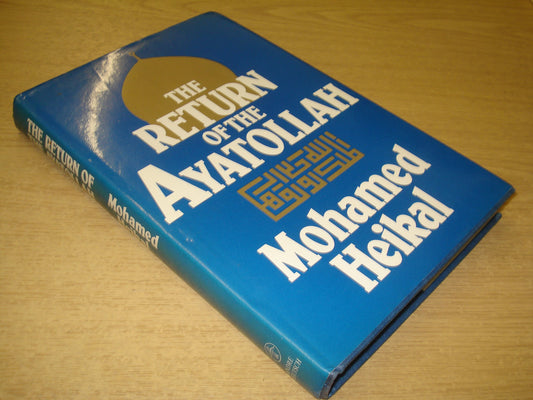 THE
RETURN
OF THE
AYATOLLAH
Mohamed
Heikal
THE RETURN OF
Mohamed